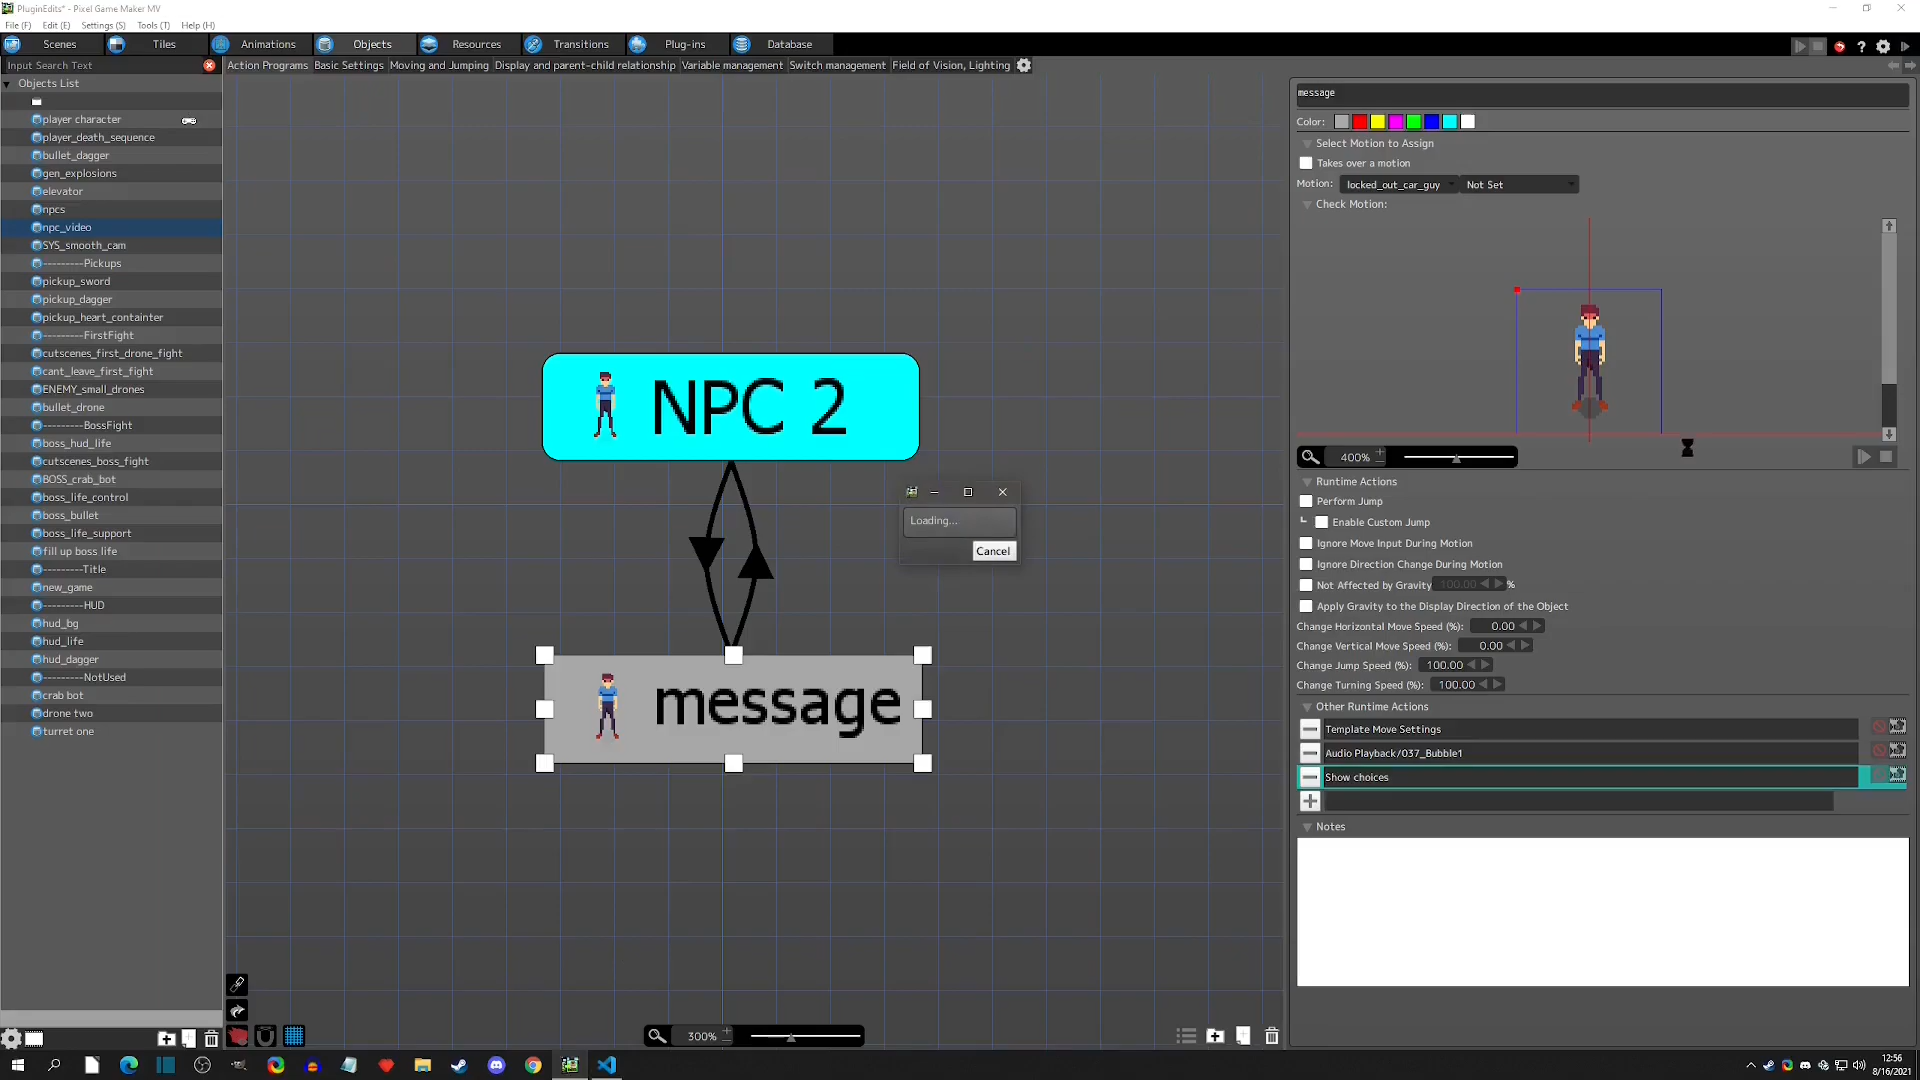 PluginEdits* - Pixel Game Maker MV
File (F) Edit (E) Settings (S) Tools (T) Help (H)
Scenes Tiles Animations Objects Resources Transitions Plug-ins Database
Input Search Text
Action Programs Basic Settings Moving and Jumping Display and parent-child relationship Variable management Switch management Field of Vision, Lighting
Objects List
player character
player_death_sequence
bullet_dagger
gen_explosions
elevator
npcs
npc_video
SYS_smooth_cam
---------Pickups
pickup_sword
pickup_dagger
pickup_heart_containter
---------FirstFight
cutscenes_first_drone_fight
cant_leave_first_fight
ENEMY_small_drones
bullet_drone
---------BossFight
boss_hud_life
cutscenes_boss_fight
BOSS_crab_bot
boss_life_control
boss_bullet
boss_life_support
fill up boss life
---------Title
new_game
---------HUD
hud_bg
hud_life
hud_dagger
---------NotUsed
crab bot
drone two
turret one
NPC 2
message
Loading...
Cancel
300%
message
Color:
Select Motion to Assign
Takes over a motion
Motion: locked_out_car_guy Not Set
Check Motion:
400%
Runtime Actions
Perform Jump
Enable Custom Jump
Ignore Move Input During Motion
Ignore Direction Change During Motion
Not Affected by Gravity 100.00 %
Apply Gravity to the Display Direction of the Object
Change Horizontal Move Speed (%): 0.00
Change Vertical Move Speed (%): 0.00
Change Jump Speed (%): 100.00
Change Turning Speed (%): 100.00
Other Runtime Actions
Template Move Settings
Audio Playback/037_Bubble1
Show choices
Notes
12:56
8/16/2021